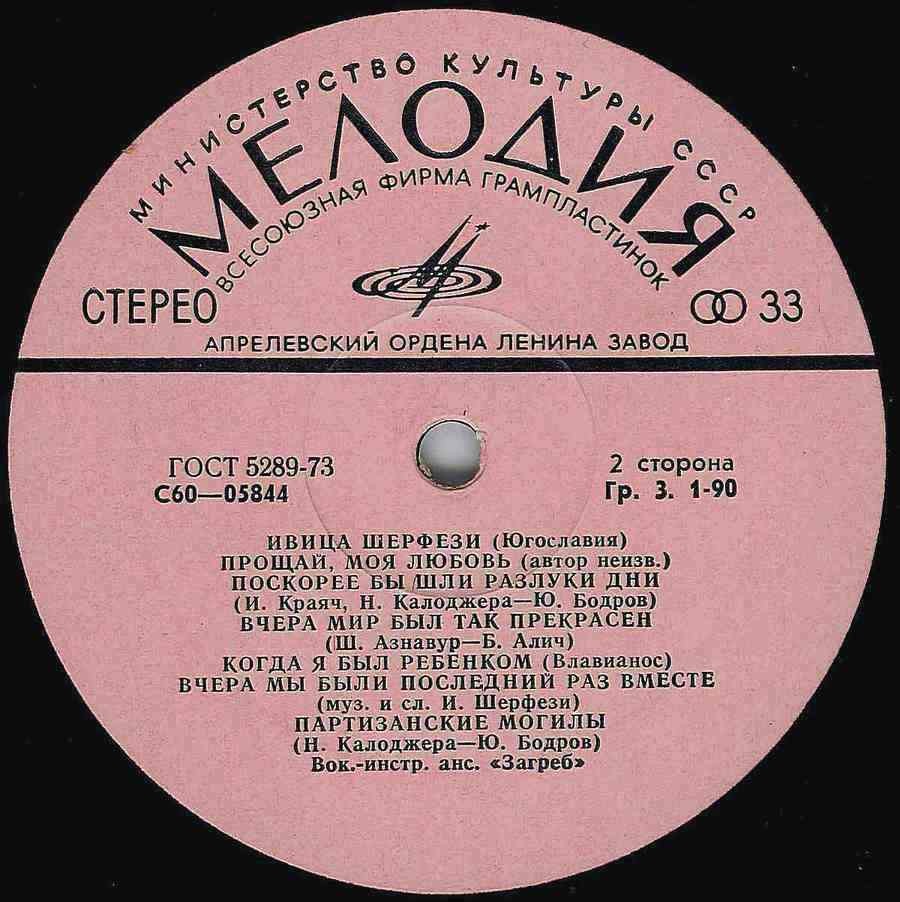 МИНИСТЕРСТВО КУЛЬТУРЫ СССР
МЕЛОДИЯ
ВСЕСОЮЗНАЯ ФИРМА ГРАМПЛАСТИНОК
СТЕРЕО
33
АПРЕЛЕВСКИЙ ОРДЕНА ЛЕНИНА ЗАВОД
ГОСТ 5289-73
С60—05844
2 сторона
Гр. 3. 1-90
ИВИЦА ШЕРФЕЗИ (Югославия)
ПРОЩАЙ, МОЯ ЛЮБОВЬ (автор неизв.)
ПОСКОРЕЕ БЫ ШЛИ РАЗЛУКИ ДНИ
(И. Краяч, Н. Калоджера—Ю. Бодров)
ВЧЕРА МИР БЫЛ ТАК ПРЕКРАСЕН
(Ш. Азнавур—Б. Алич)
КОГДА Я БЫЛ РЕБЕНКОМ (Влавианос)
ВЧЕРА МЫ БЫЛИ ПОСЛЕДНИЙ РАЗ ВМЕСТЕ
(муз. и сл. И. Шерфези)
ПАРТИЗАНСКИЕ МОГИЛЫ
(Н. Калоджера—Ю. Бодров)
Вок.-инстр. анс. «Загреб»